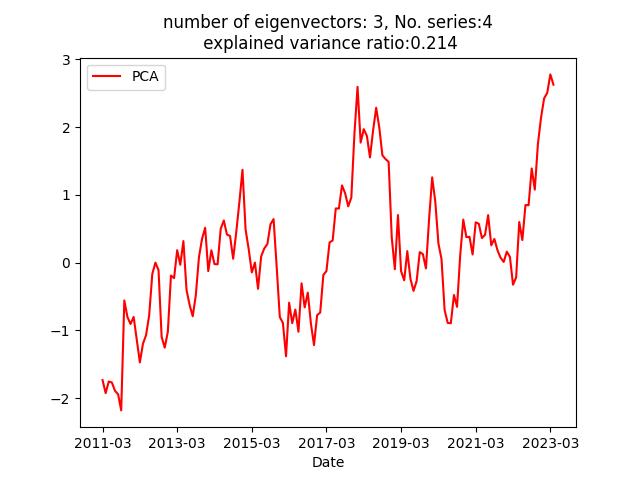 number of eigenvectors: 3, No. series:4
explained variance ratio:0.214
PCA
3
2
1
0
−1
−2
2011-03 2013-03 2015-03 2017-03 2019-03 2021-03 2023-03
Date